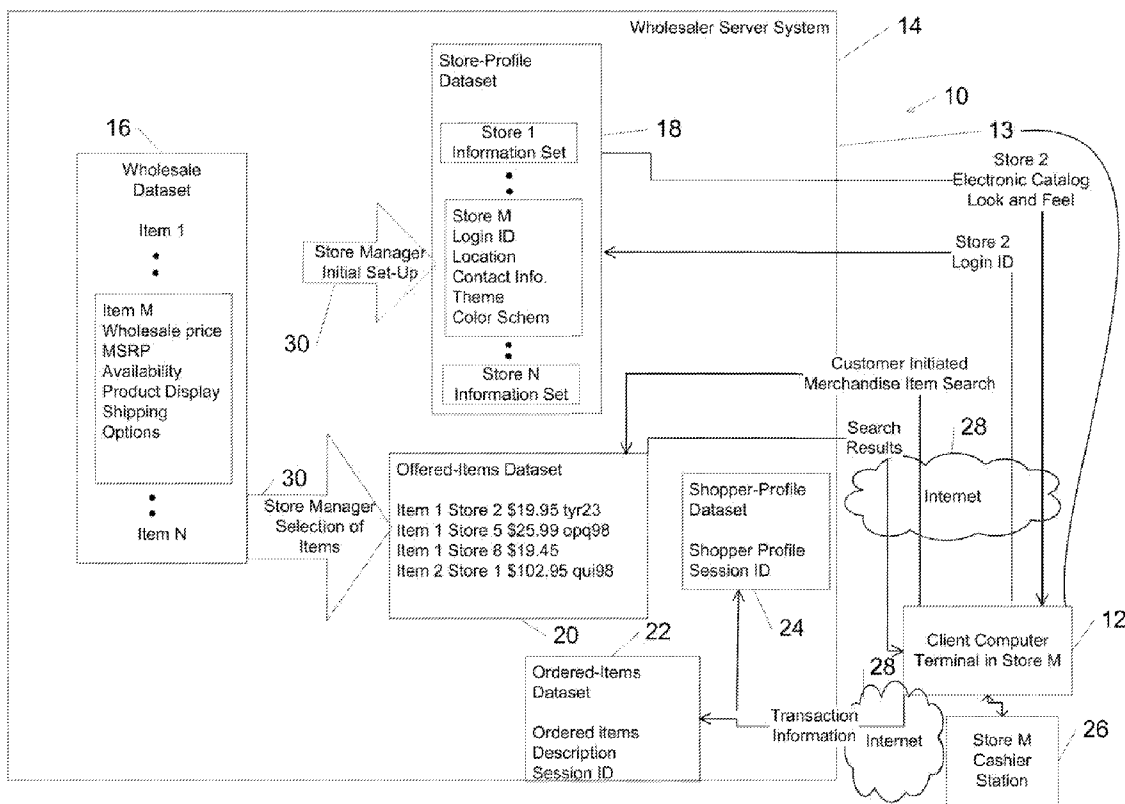 Wholesaler Server System
14
Store-Profile
Dataset
10
16
Store 1
Information Set
18
13
Wholesale
Dataset
Store 2
Electronic Catalog
Look and Feel
Item 1
Store M
Login ID
Location
Contact Info.
Theme
Color Schem
Store Manager
Initial Set-Up
30
Store 2
Login ID
Item M
Wholesale price
MSRP
Availability
Product Display
Shipping
Options
Store N
Information Set
Customer Initiated
Merchandise Item Search
Search
Results
28
Internet
Item N
30
Store Manager
Selection of
Items
Offered-Items Dataset
Item 1 Store 2 $19.95 tyr23
Item 1 Store 5 $25.99 opq98
Item 1 Store 8 $19.45
Item 2 Store 1 $102.95 qui98
Shopper-Profile
Dataset
Shopper Profile
Session ID
20
22
24
Client Computer
Terminal in Store M
12
Ordered-Items
Dataset
Ordered items
Description
Session ID
Transaction
Information
28
Internet
Store M
Cashier
Station
26